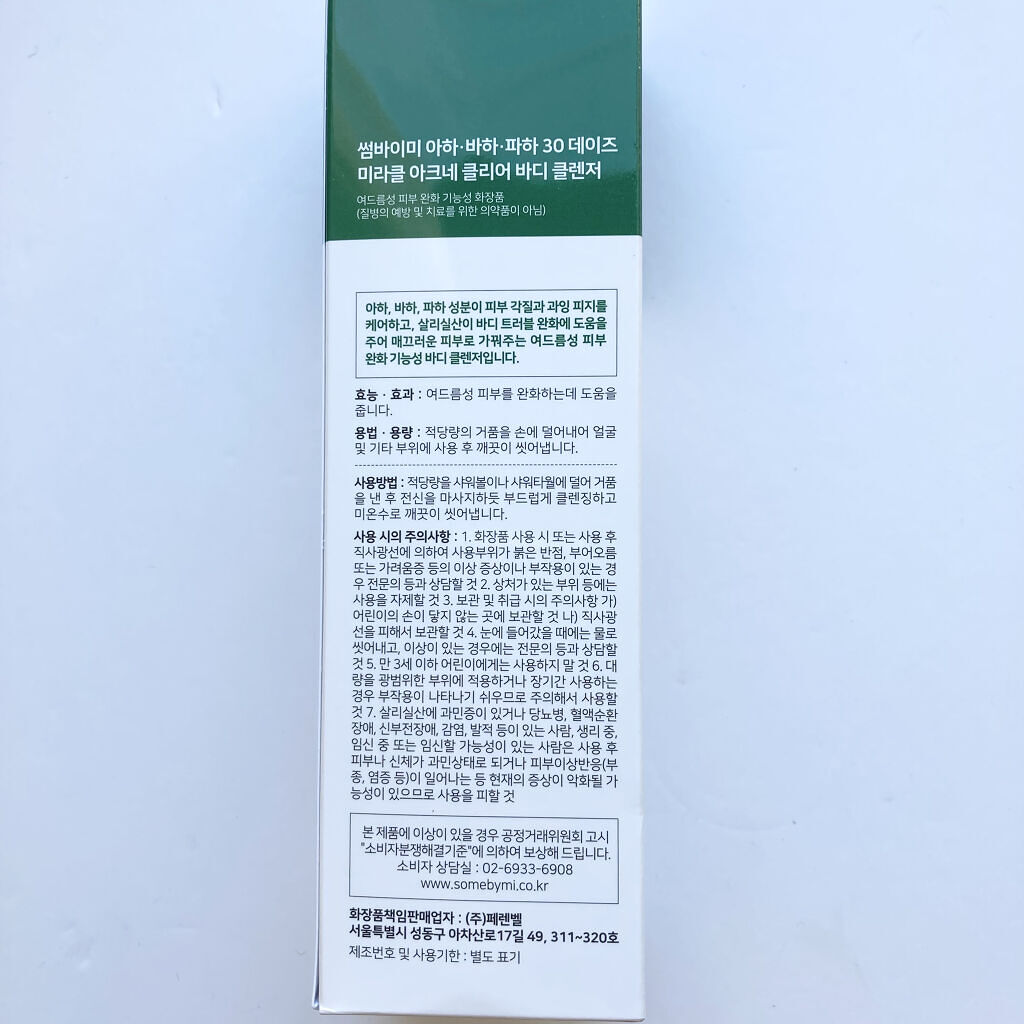 썸바이미 아하·바하·파하 30 데이즈
미라클 아크네 클리어 바디 클렌저
여드름성 피부 완화 기능성 화장품
(질병의 예방 및 치료를 위한 의약품이 아님)
아하, 바하, 파하 성분이 피부 각질과 과잉 피지를
케어하고, 살리실산이 바디 트러블 완화에 도움을
주어 매끄러운 피부로 가꿔주는 여드름성 피부
완화 기능성 바디 클렌저입니다.
효능 · 효과 : 여드름성 피부를 완화하는데 도움을
줍니다.
용법 · 용량 : 적당량의 거품을 손에 덜어내어 얼굴
및 기타 부위에 사용 후 깨끗이 씻어냅니다.
사용방법 : 적당량을 샤워볼이나 샤워타월에 덜어 거품
을 낸 후 전신을 마사지하듯 부드럽게 클렌징하고
미온수로 깨끗이 씻어냅니다.
사용 시의 주의사항 : 1. 화장품 사용 시 또는 사용 후
직사광선에 의하여 사용부위가 붉은 반점, 부어오름
또는 가려움증 등의 이상 증상이나 부작용이 있는 경
우 전문의 등과 상담할 것 2. 상처가 있는 부위 등에는
사용을 자제할 것 3. 보관 및 취급 시의 주의사항 가)
어린이의 손이 닿지 않는 곳에 보관할 것 나) 직사광
선을 피해서 보관할 것 4. 눈에 들어갔을 때에는 물로
씻어내고, 이상이 있는 경우에는 전문의 등과 상담할
것 5. 만 3세 이하 어린이에게는 사용하지 말 것 6. 대
량을 광범위한 부위에 적용하거나 장기간 사용하는
경우 부작용이 나타나기 쉬우므로 주의해서 사용할
것 7. 살리실산에 과민증이 있거나 당뇨병, 혈액순환
장애, 신부전장애, 감염, 발적 등이 있는 사람, 생리 중,
임신 중 또는 임신할 가능성이 있는 사람은 사용 후
피부나 신체가 과민상태로 되거나 피부이상반응(부
종, 염증 등)이 일어나는 등 현재의 증상이 악화될 가
능성이 있으므로 사용을 피할 것
본 제품에 이상이 있을 경우 공정거래위원회 고시
"소비자분쟁해결기준"에 의하여 보상해 드립니다.
소비자 상담실 : 02-6933-6908
www.somebymi.co.kr
화장품책임판매업자 : (주)페렌벨
서울특별시 성동구 아차산로17길 49, 311~320호
제조번호 및 사용기한 : 별도 표기